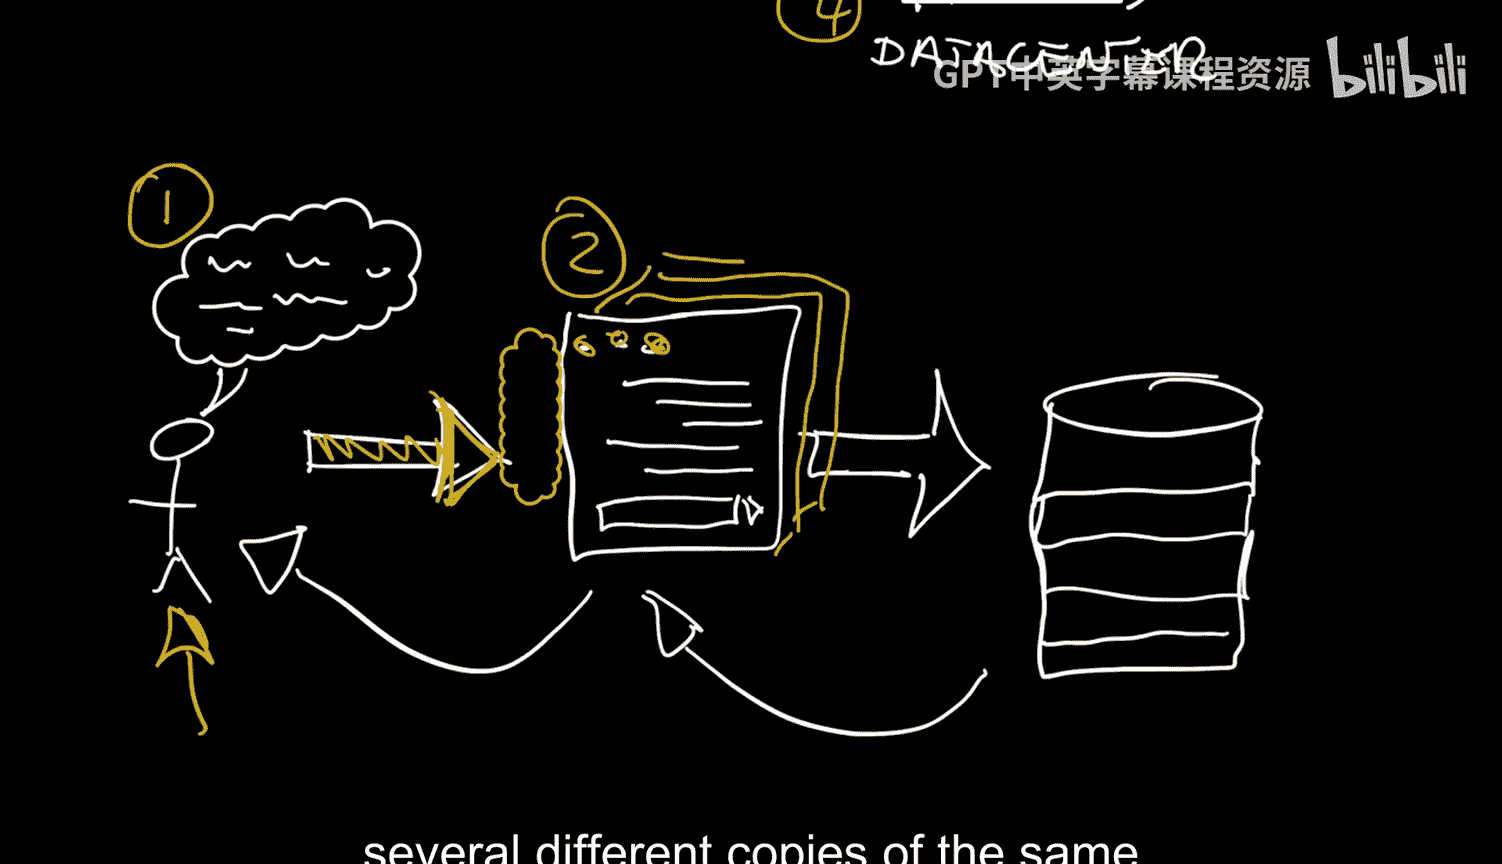 4
DATACENTER
GPT中英字幕课程资源 bilibili
1
2
several different copies of the same